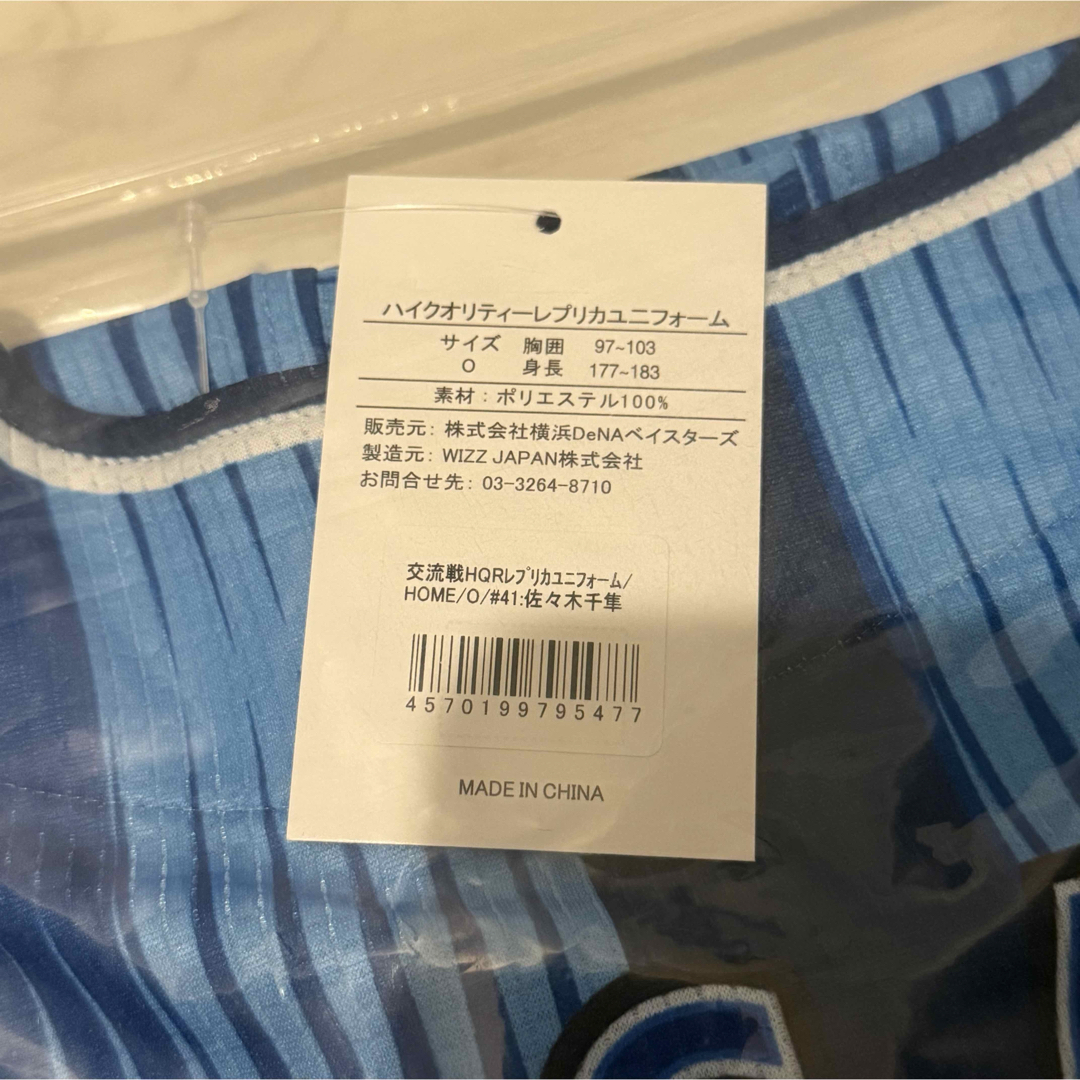 ハイクオリティーレプリカユニフォーム
サイズ 胸囲 97~103
O 身長 177~183
素材：ポリエステル100%
販売元：株式会社横浜DeNAベイスターズ
製造元：WIZZ JAPAN株式会社
お問合せ先：03-3264-8710
交流戦HQRﾚﾌﾟﾘｶﾕﾆﾌｫｰﾑ/
HOME/O/#41:佐々木千隼
4570199795477
MADE IN CHINA